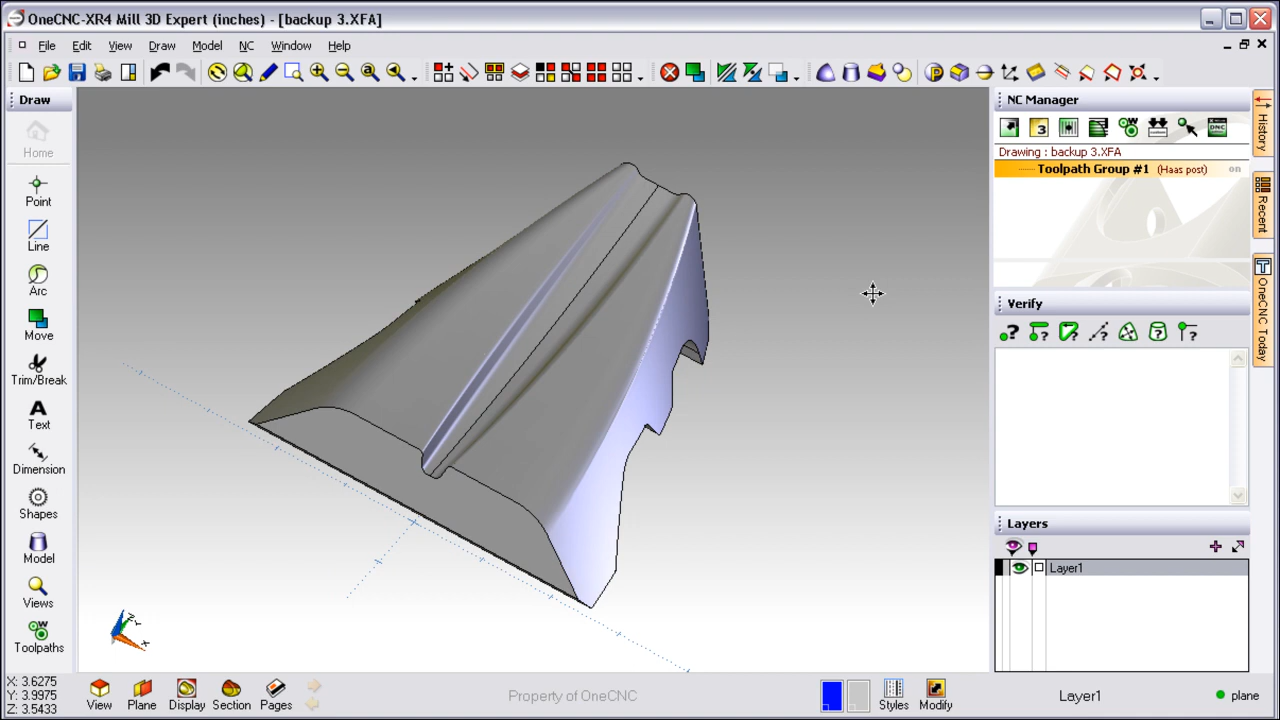 OneCNC-XR4 Mill 3D Expert (inches) - [backup 3.XFA]
File Edit View Draw Model NC Window Help
Draw
Home
Point
Line
Arc
Move
Trim/Break
Text
Dimension
Shapes
Model
Views
Toolpaths
NC Manager
3
DNC
Drawing : backup 3.XFA
Toolpath Group #1 (Haas post) on
Verify
Layers
Layer1
History
Recent
OneCNC Today
Z Y
X
X: 3.6275
Y: 3.9975
Z: 3.5433
View Plane Display Section Pages
Property of OneCNC
Styles Modify
Layer1
plane